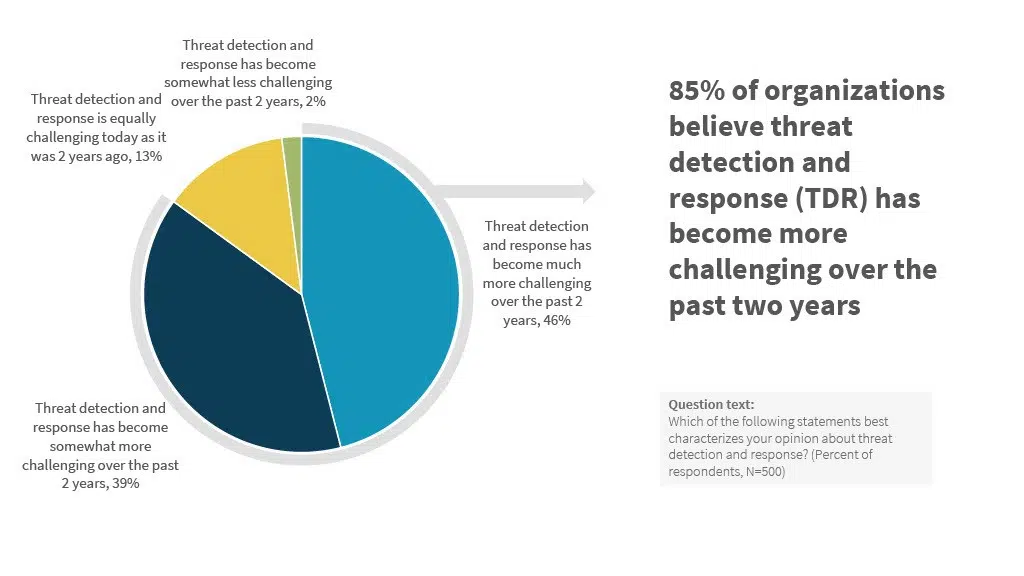 Threat detection and
response has become
somewhat less challenging
over the past 2 years, 2%
Threat detection and
response is equally
challenging today as it
was 2 years ago, 13%
Threat detection
and response has
become much
more challenging
over the past 2
years, 46%
Threat detection and
response has become
somewhat more
challenging over the past
2 years, 39%
85% of organizations
believe threat
detection and
response (TDR) has
become more
challenging over the
past two years
Question text:
Which of the following statements best
characterizes your opinion about threat
detection and response? (Percent of
respondents, N=500)